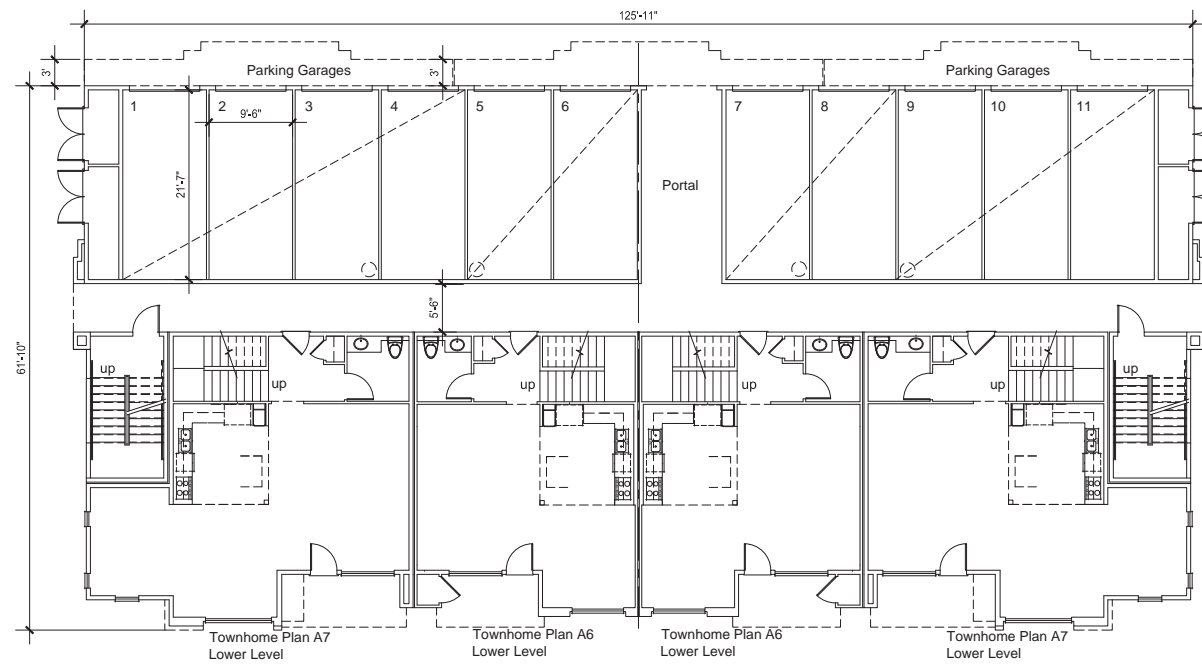 125'-11"
3'
Parking Garages
3'
Parking Garages
1
2
3
4
5
6
7
8
9
10
11
9'-6"
21'-7"
Portal
5'-6"
61'-10"
up
up
up
up
up
up
Townhome Plan A7
Lower Level
Townhome Plan A6
Lower Level
Townhome Plan A6
Lower Level
Townhome Plan A7
Lower Level